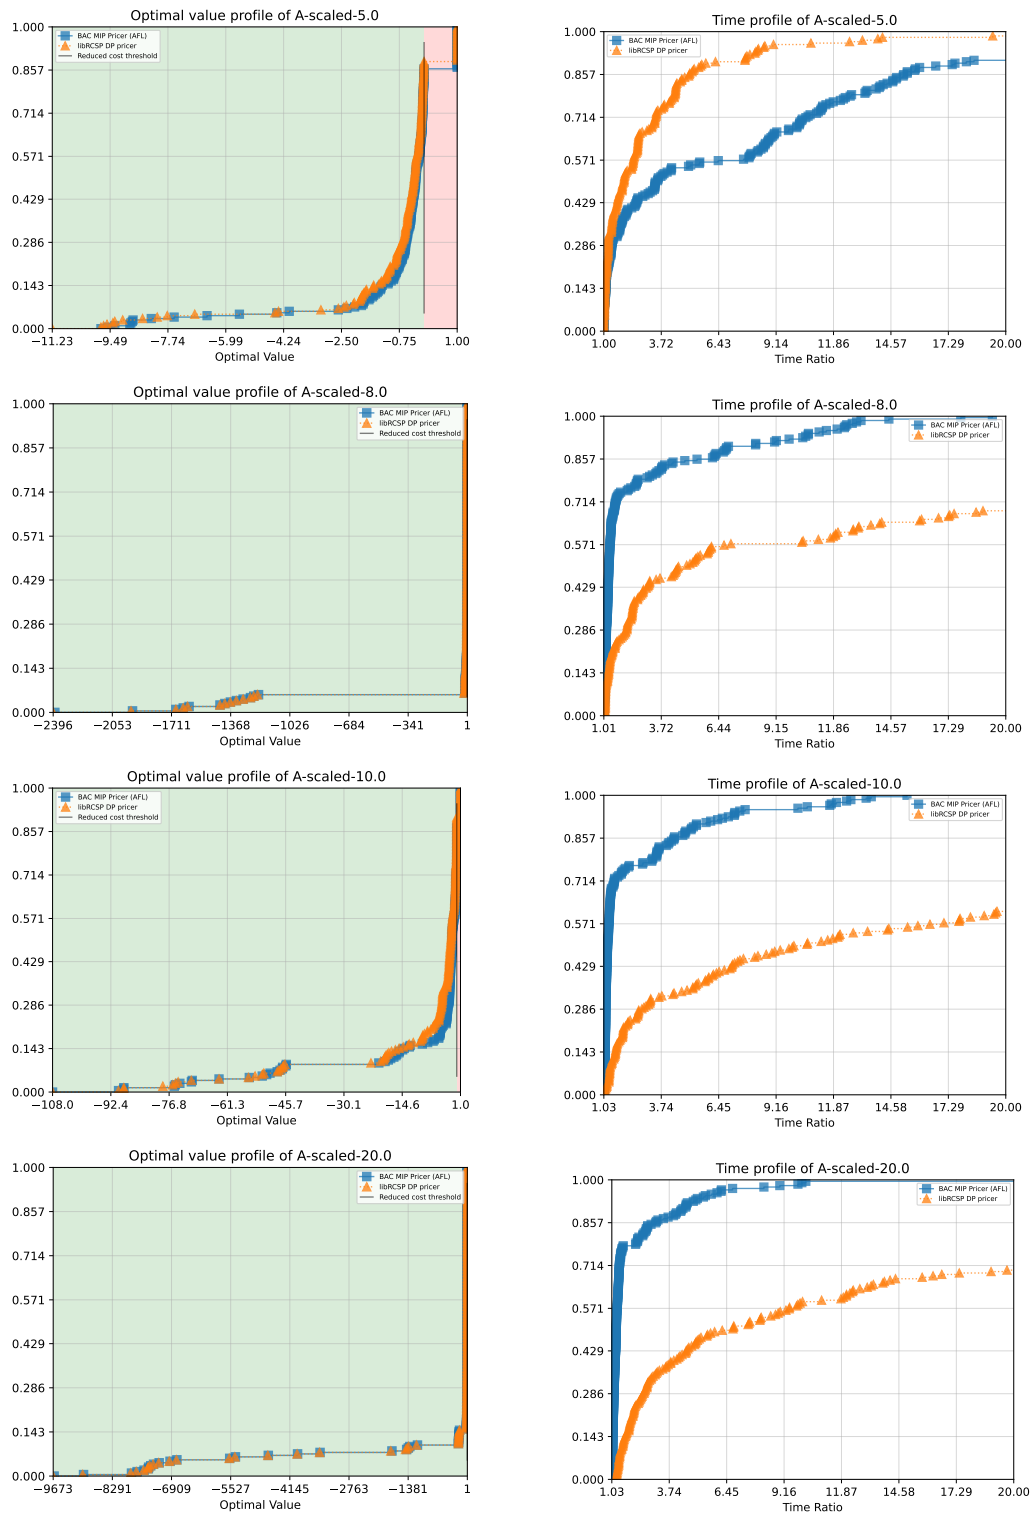 Optimal value profile of A-scaled-5.0
BAC MIP Pricer (AFL)
libRCSP DP pricer
Reduced cost threshold
1.000
0.857
0.714
0.571
0.429
0.286
0.143
0.000
−11.23 −9.49 −7.74 −5.99 −4.24 −2.50 −0.75 1.00
Optimal Value
Time profile of A-scaled-5.0
BAC MIP Pricer (AFL)
libRCSP DP pricer
1.000
0.857
0.714
0.571
0.429
0.286
0.143
0.000
1.00 3.72 6.43 9.14 11.86 14.57 17.29 20.00
Time Ratio
Optimal value profile of A-scaled-8.0
BAC MIP Pricer (AFL)
libRCSP DP pricer
Reduced cost threshold
1.000
0.857
0.714
0.571
0.429
0.286
0.143
0.000
−2396 −2053 −1711 −1368 −1026 −684 −341 1
Optimal Value
Time profile of A-scaled-8.0
BAC MIP Pricer (AFL)
libRCSP DP pricer
1.000
0.857
0.714
0.571
0.429
0.286
0.143
0.000
1.01 3.72 6.44 9.15 11.86 14.57 17.29 20.00
Time Ratio
Optimal value profile of A-scaled-10.0
BAC MIP Pricer (AFL)
libRCSP DP pricer
Reduced cost threshold
1.000
0.857
0.714
0.571
0.429
0.286
0.143
0.000
−108.0 −92.4 −76.8 −61.3 −45.7 −30.1 −14.6 1.0
Optimal Value
Time profile of A-scaled-10.0
BAC MIP Pricer (AFL)
libRCSP DP pricer
1.000
0.857
0.714
0.571
0.429
0.286
0.143
0.000
1.03 3.74 6.45 9.16 11.87 14.58 17.29 20.00
Time Ratio
Optimal value profile of A-scaled-20.0
BAC MIP Pricer (AFL)
libRCSP DP pricer
Reduced cost threshold
1.000
0.857
0.714
0.571
0.429
0.286
0.143
0.000
−9673 −8291 −6909 −5527 −4145 −2763 −1381 1
Optimal Value
Time profile of A-scaled-20.0
BAC MIP Pricer (AFL)
libRCSP DP pricer
1.000
0.857
0.714
0.571
0.429
0.286
0.143
0.000
1.03 3.74 6.45 9.16 11.87 14.58 17.29 20.00
Time Ratio